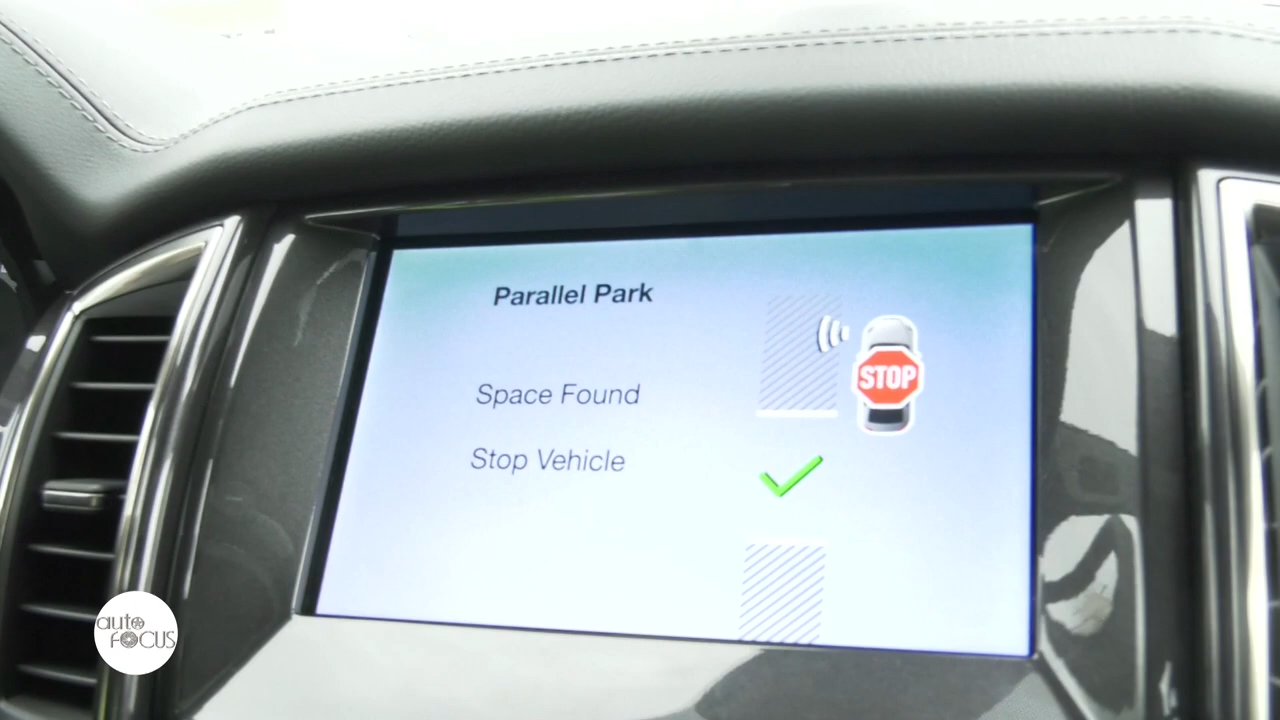 Parallel Park
Space Found
STOP
Stop Vehicle
auto
FOCUS